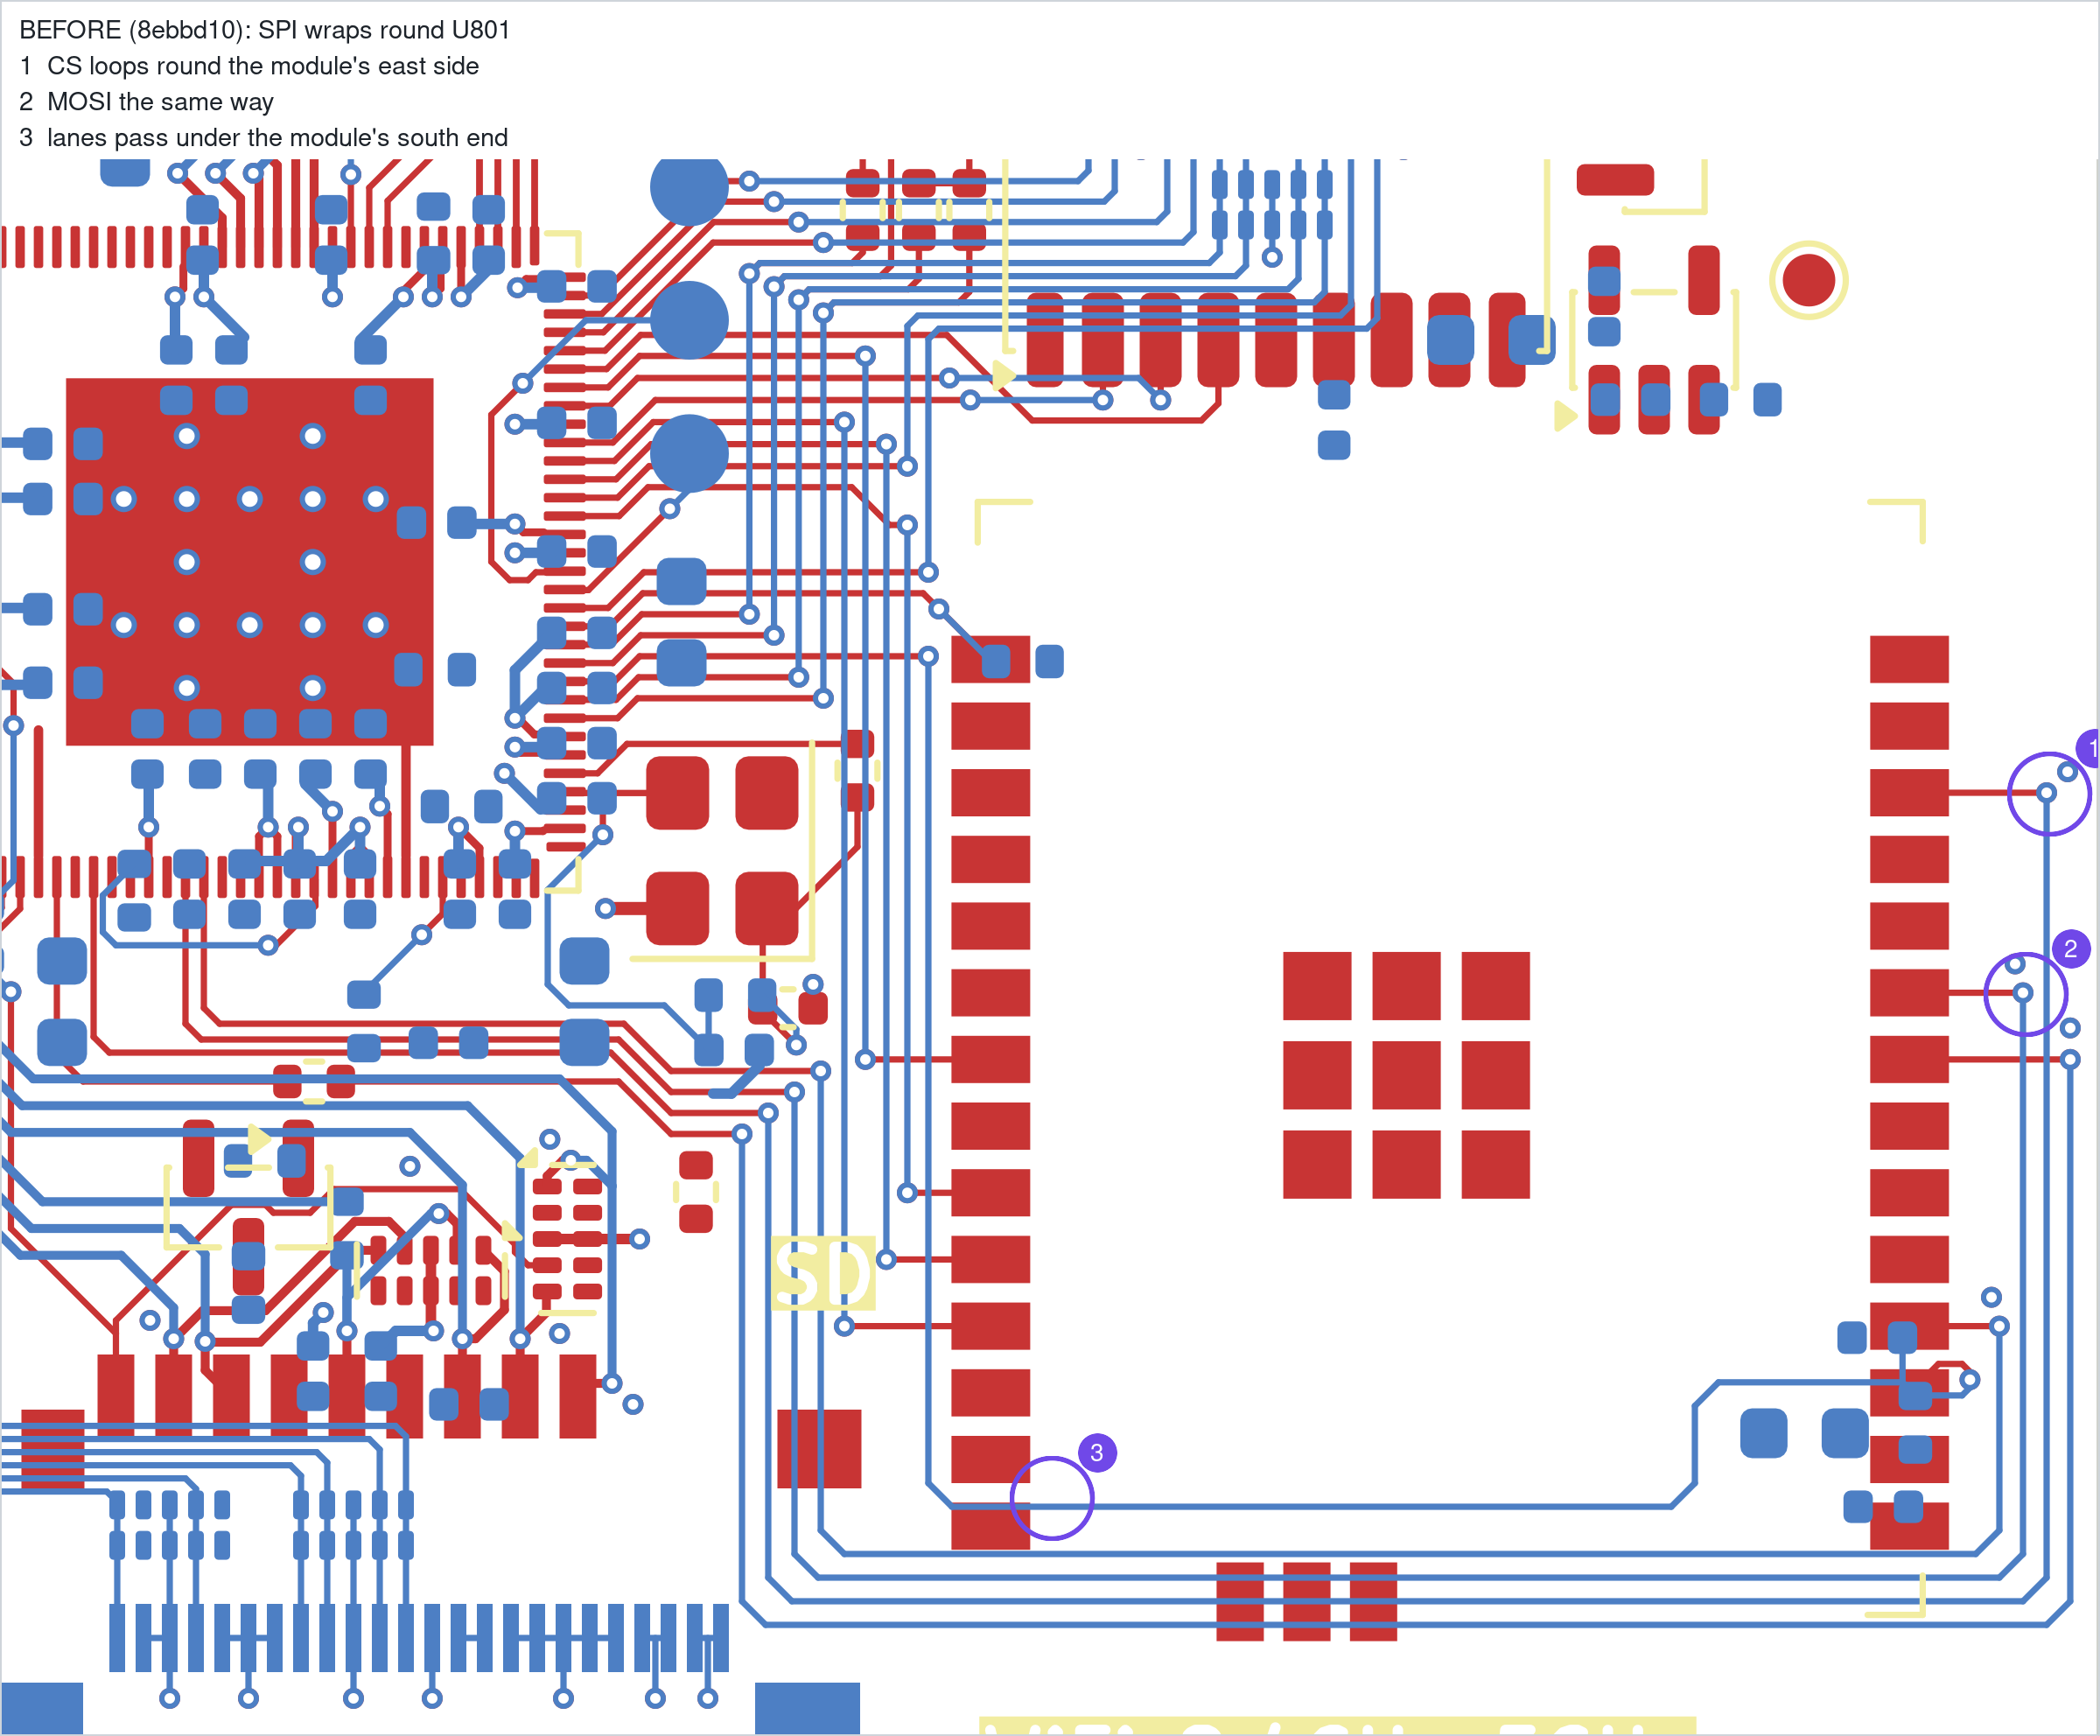 BEFORE (8ebbd10): SPI wraps round U801
1 CS loops round the module's east side
2 MOSI the same way
3 lanes pass under the module's south end
1
2
SD
3